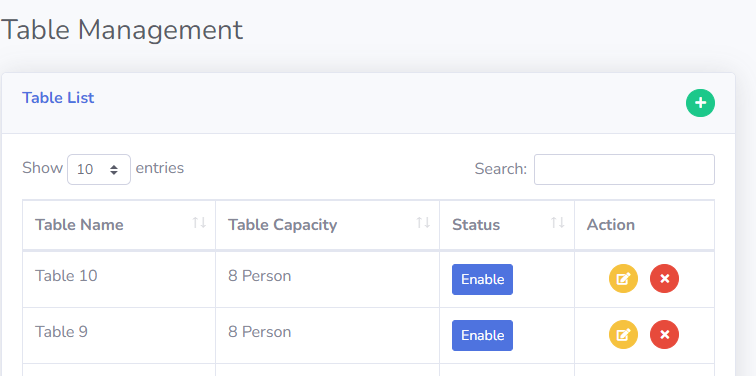 Table Management
Table List
Show 10 entries Search:
Table Name Table Capacity Status Action
Table 10 8 Person Enable
Table 9 8 Person Enable